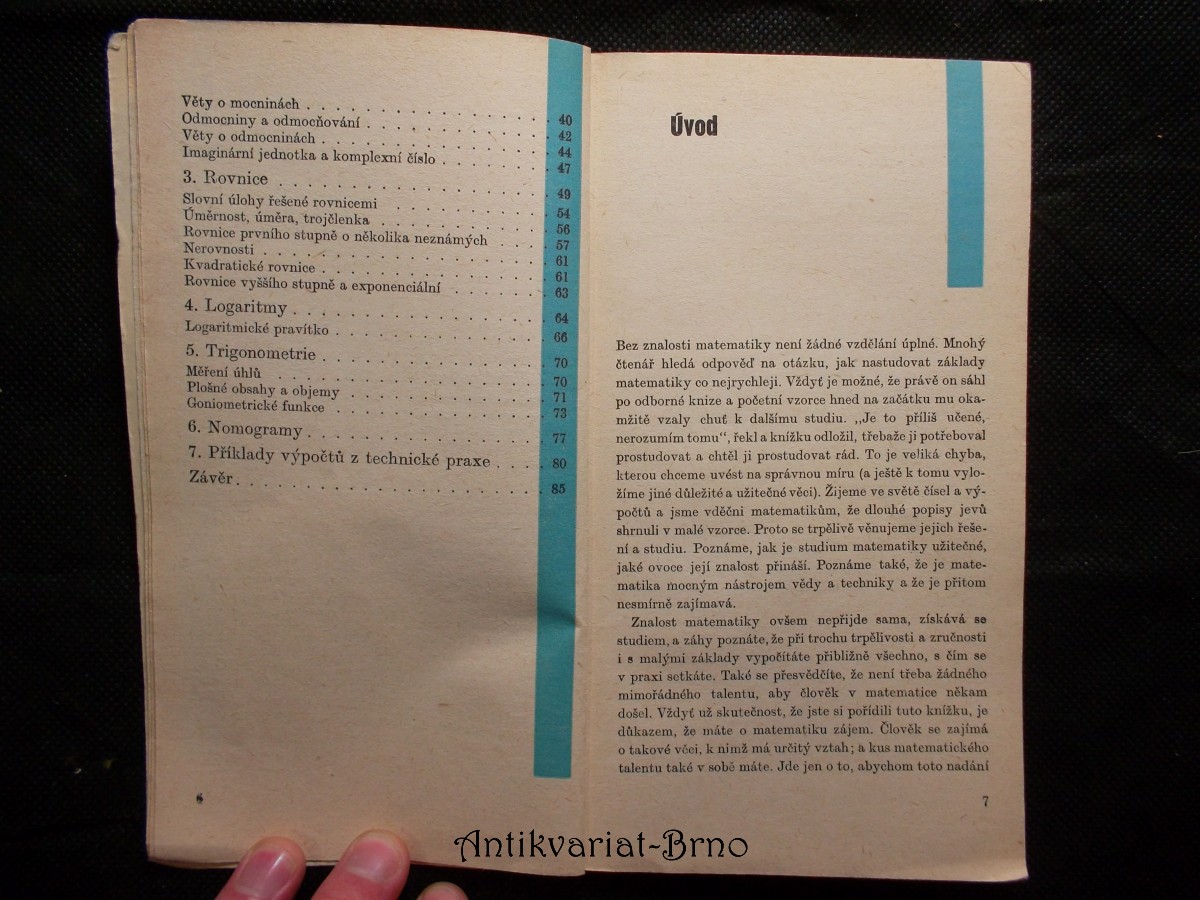 Věty o mocninách . . . . . . . . . . . . . 40
Odmocniny a odmocňování . . . . . . . . . . 42
Věty o odmocninách . . . . . . . . . . . . 44
Imaginární jednotka a komplexní číslo . . . . . . 47
3. Rovnice . . . . . . . . . . . . . . 49
Slovní úlohy řešené rovnicemi . . . . . . . . 54
Úměrnost, úměra, trojčlenka . . . . . . . . . 56
Rovnice prvního stupně o několika neznámých . . . . 57
Nerovnosti . . . . . . . . . . . . . . . 61
Kvadratické rovnice . . . . . . . . . . . . 61
Rovnice vyššího stupně a exponenciální . . . . . . 63
4. Logaritmy . . . . . . . . . . . . . 64
Logaritmické pravítko . . . . . . . . . . . 66
5. Trigonometrie . . . . . . . . . . . . 70
Měření úhlů . . . . . . . . . . . . . . 70
Plošné obsahy a objemy . . . . . . . . . . . 71
Goniometrické funkce . . . . . . . . . . . 73
6. Nomogramy . . . . . . . . . . . . . 77
7. Příklady výpočtů z technické praxe . . . . 80
Závěr . . . . . . . . . . . . . . . . 85
6
Úvod
Bez znalosti matematiky není žádné vzdělání úplné. Mnohý
čtenář hledá odpověď na otázku, jak nastudovat základy
matematiky co nejrychleji. Vždyť je možné, že právě on sáhl
po odborné knize a početní vzorce hned na začátku mu oka-
mžitě vzaly chuť k dalšímu studiu. „Je to příliš učené,
nerozumím tomu“, řekl a knížku odložil, třebaže ji potřeboval
prostudovat a chtěl ji prostudovat rád. To je veliká chyba,
kterou chceme uvést na správnou míru (a ještě k tomu vylo-
žíme jiné důležité a užitečné věci). Žijeme ve světě čísel a vý-
počtů a jsme vděčni matematikům, že dlouhé popisy jevů
shrnuli v malé vzorce. Proto se trpělivě věnujeme jejich řeše-
ní a studiu. Poznáme, jak je studium matematiky užitečné,
jaké ovoce její znalost přináší. Poznáme také, že je mate-
matika mocným nástrojem vědy a techniky a že je přitom
nesmírně zajímavá.
Znalost matematiky ovšem nepřijde sama, získává se
studiem, a záhy poznáte, že při trochu trpělivosti a zručnosti
i s malými základy vypočítáte přibližně všechno, s čím se
v praxi setkáte. Také se přesvědčíte, že není třeba žádného
mimořádného talentu, aby člověk v matematice někam
došel. Vždyť už skutečnost, že jste si pořídili tuto knížku, je
důkazem, že máte o matematiku zájem. Člověk se zajímá
o takové věci, k nimž má určitý vztah; a kus matematického
talentu také v sobě máte. Jde jen o to, abychom toto nadání
7
Antikvariat-Brno